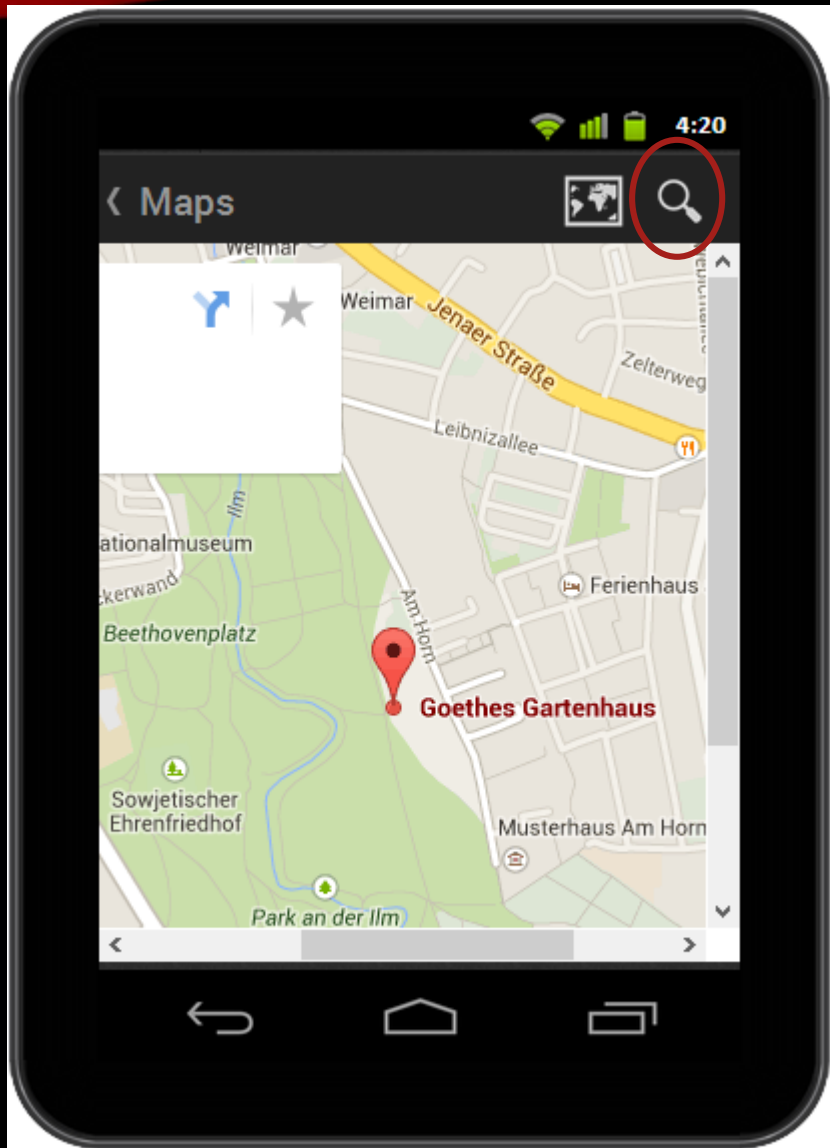 4:20
Maps
Weimar
Weimar
Jenaer Straße
Zelterweg
Leibnizallee
Ilm
ationalmuseum
ckerwand
Ferienhaus
Am Horn
Beethovenplatz
Goethes Gartenhaus
Sowjetischer
Ehrenfriedhof
Musterhaus Am Horn
Park an der Ilm